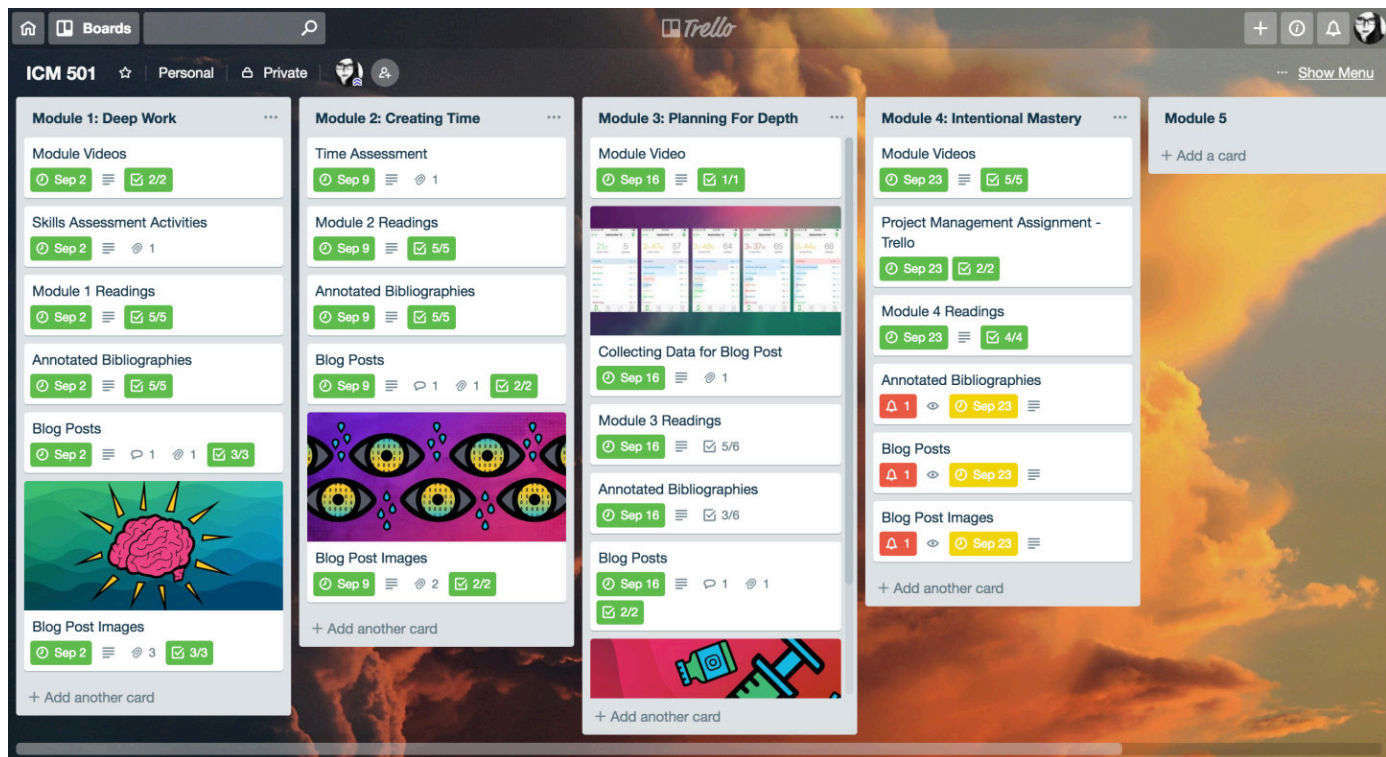 Boards
Trello
ICM 501
Personal
Private
Show Menu
Module 1: Deep Work
Module Videos
Sep 2
2/2
Skills Assessment Activities
Sep 2
1
Module 1 Readings
Sep 2
5/5
Annotated Bibliographies
Sep 2
5/5
Blog Posts
Sep 2
1
1
3/3
Blog Post Images
Sep 2
3
3/3
+ Add another card
Module 2: Creating Time
Time Assessment
Sep 9
1
Module 2 Readings
Sep 9
5/5
Annotated Bibliographies
Sep 9
5/5
Blog Posts
Sep 9
1
1
2/2
Blog Post Images
Sep 9
2
2/2
+ Add another card
Module 3: Planning For Depth
Module Video
Sep 16
1/1
Collecting Data for Blog Post
Sep 16
1
Module 3 Readings
Sep 16
5/6
Annotated Bibliographies
Sep 16
3/6
Blog Posts
Sep 16
1
1
2/2
+ Add another card
Module 4: Intentional Mastery
Module Videos
Sep 23
5/5
Project Management Assignment -
Trello
Sep 23
2/2
Module 4 Readings
Sep 23
4/4
Annotated Bibliographies
1
Sep 23
Blog Posts
1
Sep 23
Blog Post Images
1
Sep 23
+ Add another card
Module 5
+ Add a card